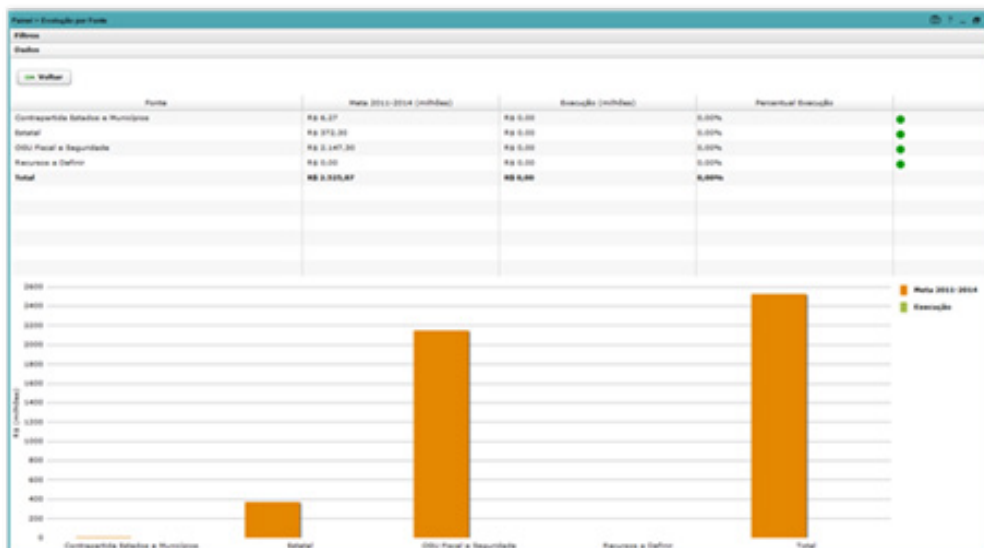 Painel > Evolução por Fonte
?
Filtros
Dados
Voltar
Fonte Meta 2011-2014 (milhões) Execução (milhões) Percentual Execução
Contrapartida Estados e Municípios R$ 6,27 R$ 0,00 0,00%
Estatal R$ 372,30 R$ 0,00 0,00%
OGU Fiscal e Seguridade R$ 2.147,30 R$ 0,00 0,00%
Recursos a Definir R$ 0,00 R$ 0,00 0,00%
Total R$ 2.525,87 R$ 0,00 0,00%
Meta 2011-2014
Execução
R$ (milhões)
2600
2400
2200
2000
1800
1600
1400
1200
1000
800
600
400
200
0
Contrapartida Estados e Municípios Estatal OGU Fiscal e Seguridade Recursos a Definir Total